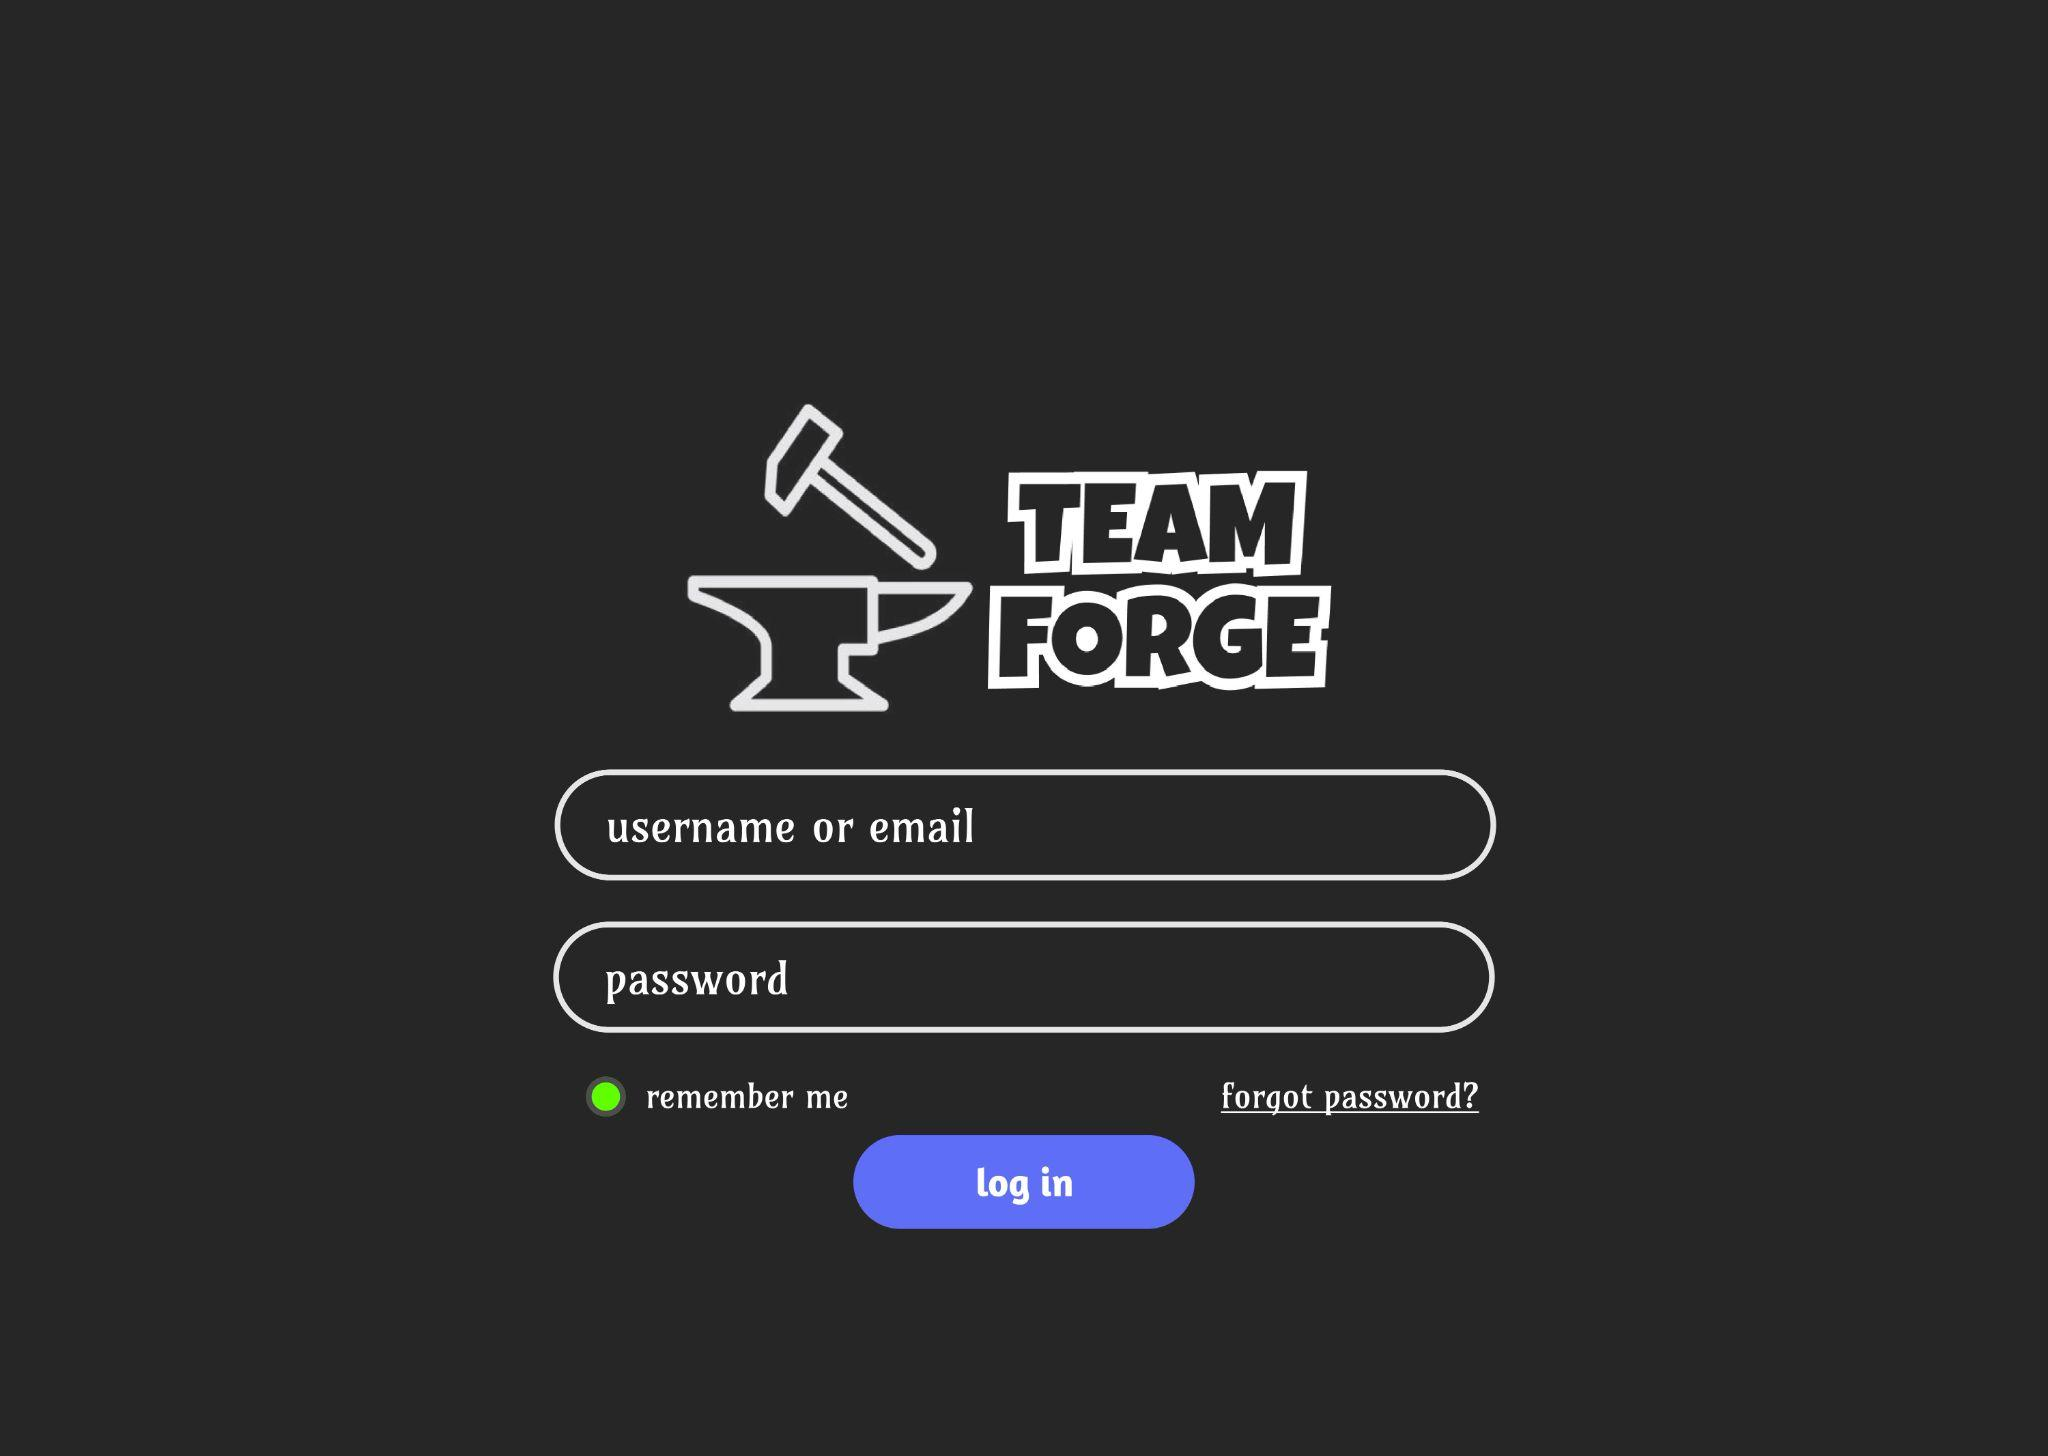 TEAM
FORGE
username or email
password
remember me
forgot password?
log in